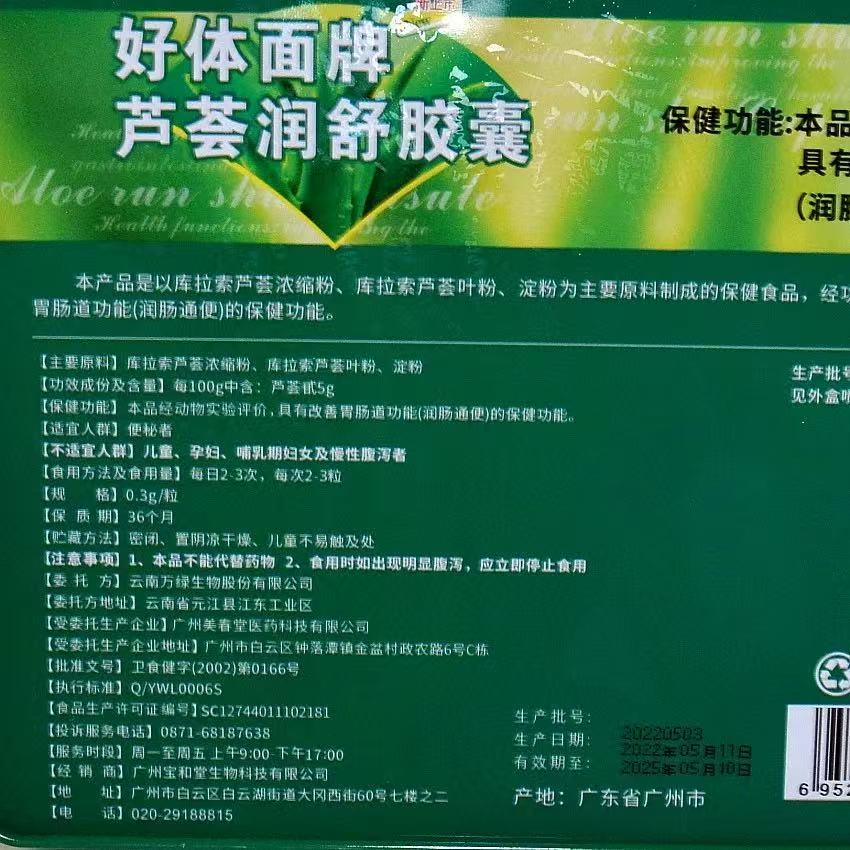 好体面牌
芦荟润舒胶囊
保健功能:本品
具有
(润肠
Aloe run shu
本产品是以库拉索芦荟浓缩粉、库拉索芦荟叶粉、淀粉为主要原料制成的保健食品，经功
胃肠道功能(润肠通便)的保健功能。
【主要原料】库拉索芦荟浓缩粉、库拉索芦荟叶粉、淀粉
【功效成份及含量】每100g中含：芦荟甙5g
【保健功能】本品经动物实验评价,具有改善胃肠道功能(润肠通便)的保健功能。
【适宜人群】便秘者
【不适宜人群】儿童、孕妇、哺乳期妇女及慢性腹泻者
【食用方法及食用量】每日2-3次，每次2-3粒
【规 格】0.3g/粒
【保 质 期】36个月
【贮藏方法】密闭、置阴凉干燥、儿童不易触及处
【注意事项】1、本品不能代替药物 2、食用时如出现明显腹泻，应立即停止食用
【委 托 方】云南万绿生物股份有限公司
【委托方地址】云南省元江县江东工业区
【受委托生产企业】广州美春堂医药科技有限公司
【受委托生产企业地址】广州市白云区钟落潭镇金盆村政农路6号C栋
【批准文号】卫食健字(2002)第0166号
【执行标准】Q/YWL0006S
【食品生产许可证编号】SC12744011102181
【投诉服务电话】0871-68187638
【服务时段】周一至周五上午9:00-下午17:00
【经 销 商】广州宝和堂生物科技有限公司
【地 址】广州市白云区白云湖街道大冈西街60号七楼之二
【电 话】020-29188815
生产批号
见外盒喷
生产批号： 20220503
生产日期： 2022年05月11日
有效期至： 2025年05月10日
产地：广东省广州市
6 952